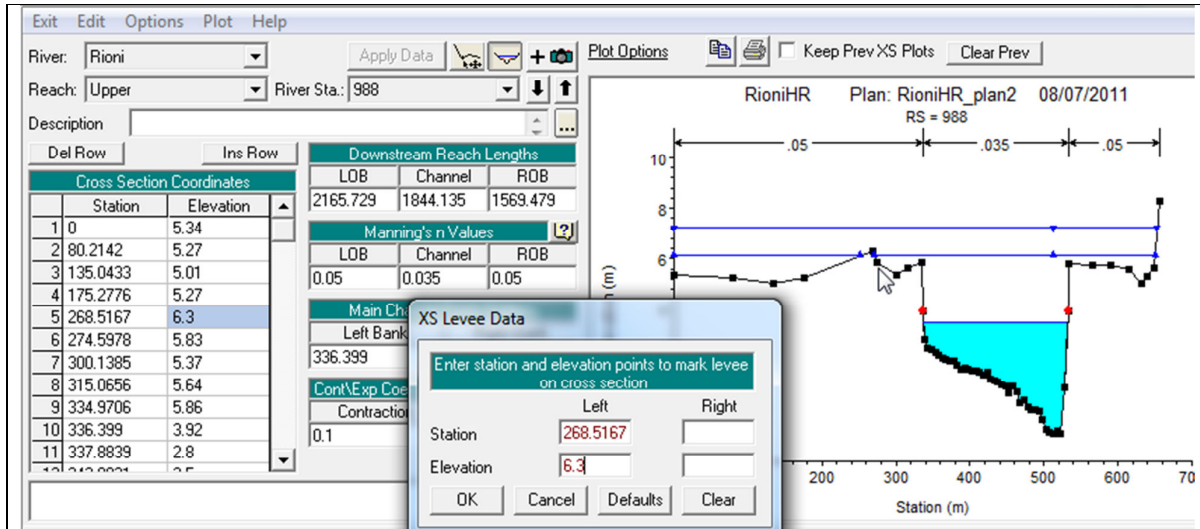 Exit Edit Options Plot Help
River: Rioni Apply Data + Plot Options Keep Prev XS Plots Clear Prev
Reach: Upper River Sta.: 988
Description ...
Del Row Ins Row
Cross Section Coordinates
Station Elevation
1 0 5.34
2 80.2142 5.27
3 135.0433 5.01
4 175.2776 5.27
5 268.5167 6.3
6 274.5978 5.83
7 300.1385 5.37
8 315.0656 5.64
9 334.9706 5.86
10 336.399 3.92
11 337.8839 2.8
Downstream Reach Lengths
LOB Channel ROB
2165.729 1844.135 1569.479
Manning's n Values
LOB Channel ROB
0.05 0.035 0.05
Main Ch
Left Bank
336.399
Cont\Exp Coe
Contraction
0.1
XS Levee Data
Enter station and elevation points to mark levee
on cross section
Left Right
Station 268.5167
Elevation 6.3
OK Cancel Defaults Clear
RioniHR Plan: RioniHR_plan2 08/07/2011
RS = 988
.05 .035 .05
10
8
6
(m)
200 300 400 500 600 70
Station (m)